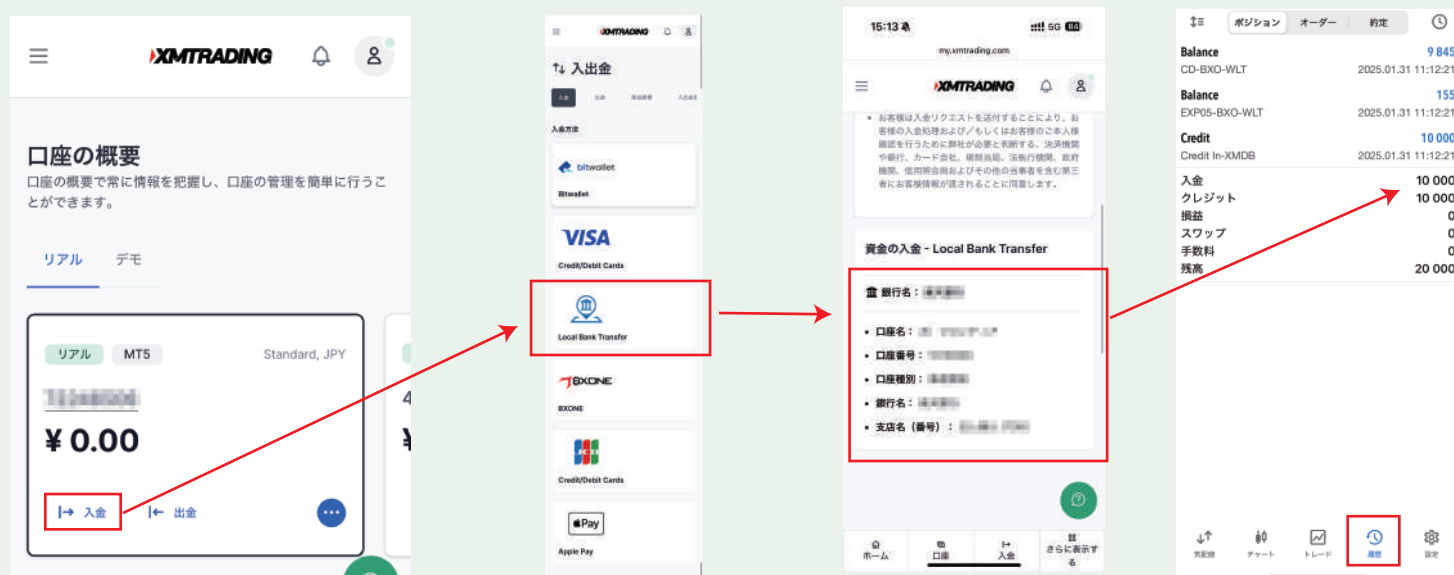 XMTRADING
口座の概要
口座の概要で常に情報を把握し、口座の管理を簡単に行うこ
とができます。
リアル デモ
リアル MT5 Standard, JPY
¥ 0.00
入金 出金
4
¥
XMTRADING
入出金
入金
入金方法
bitwallet
Bitwallet
VISA
Credit/Debit Cards
Local Bank Transfer
BXONE
BXONE
JCB
Credit/Debit Cards
Pay
Apple Pay
15:13 5G 84
my.xmtrading.com
XMTRADING
• お客様は入金リクエストを送付することにより、お
客様の入金処理および/もしくはお客様のご本人様
確認を行うために弊社が必要と判断する、決済機関
や銀行、カード会社、規制当局、法執行機関、政府
機関、信用照会局およびその他の当事者を含む第三
者にお客様情報が渡されることに同意します。
資金の入金 - Local Bank Transfer
銀行名:
• 口座名:
• 口座番号:
• 口座種別:
• 銀行名:
• 支店名(番号):
ホーム 口座 入金 さらに表示す
る
ポジション オーダー 約定
Balance 9 845
CD-BXO-WLT 2025.01.31 11:12:21
Balance 155
EXP05-BXO-WLT 2025.01.31 11:12:21
Credit 10 000
Credit In-XMDB 2025.01.31 11:12:21
入金 10 000
クレジット 10 000
損益 0
スワップ 0
手数料 0
残高 20 000
気配値 チャート トレード 履歴 設定